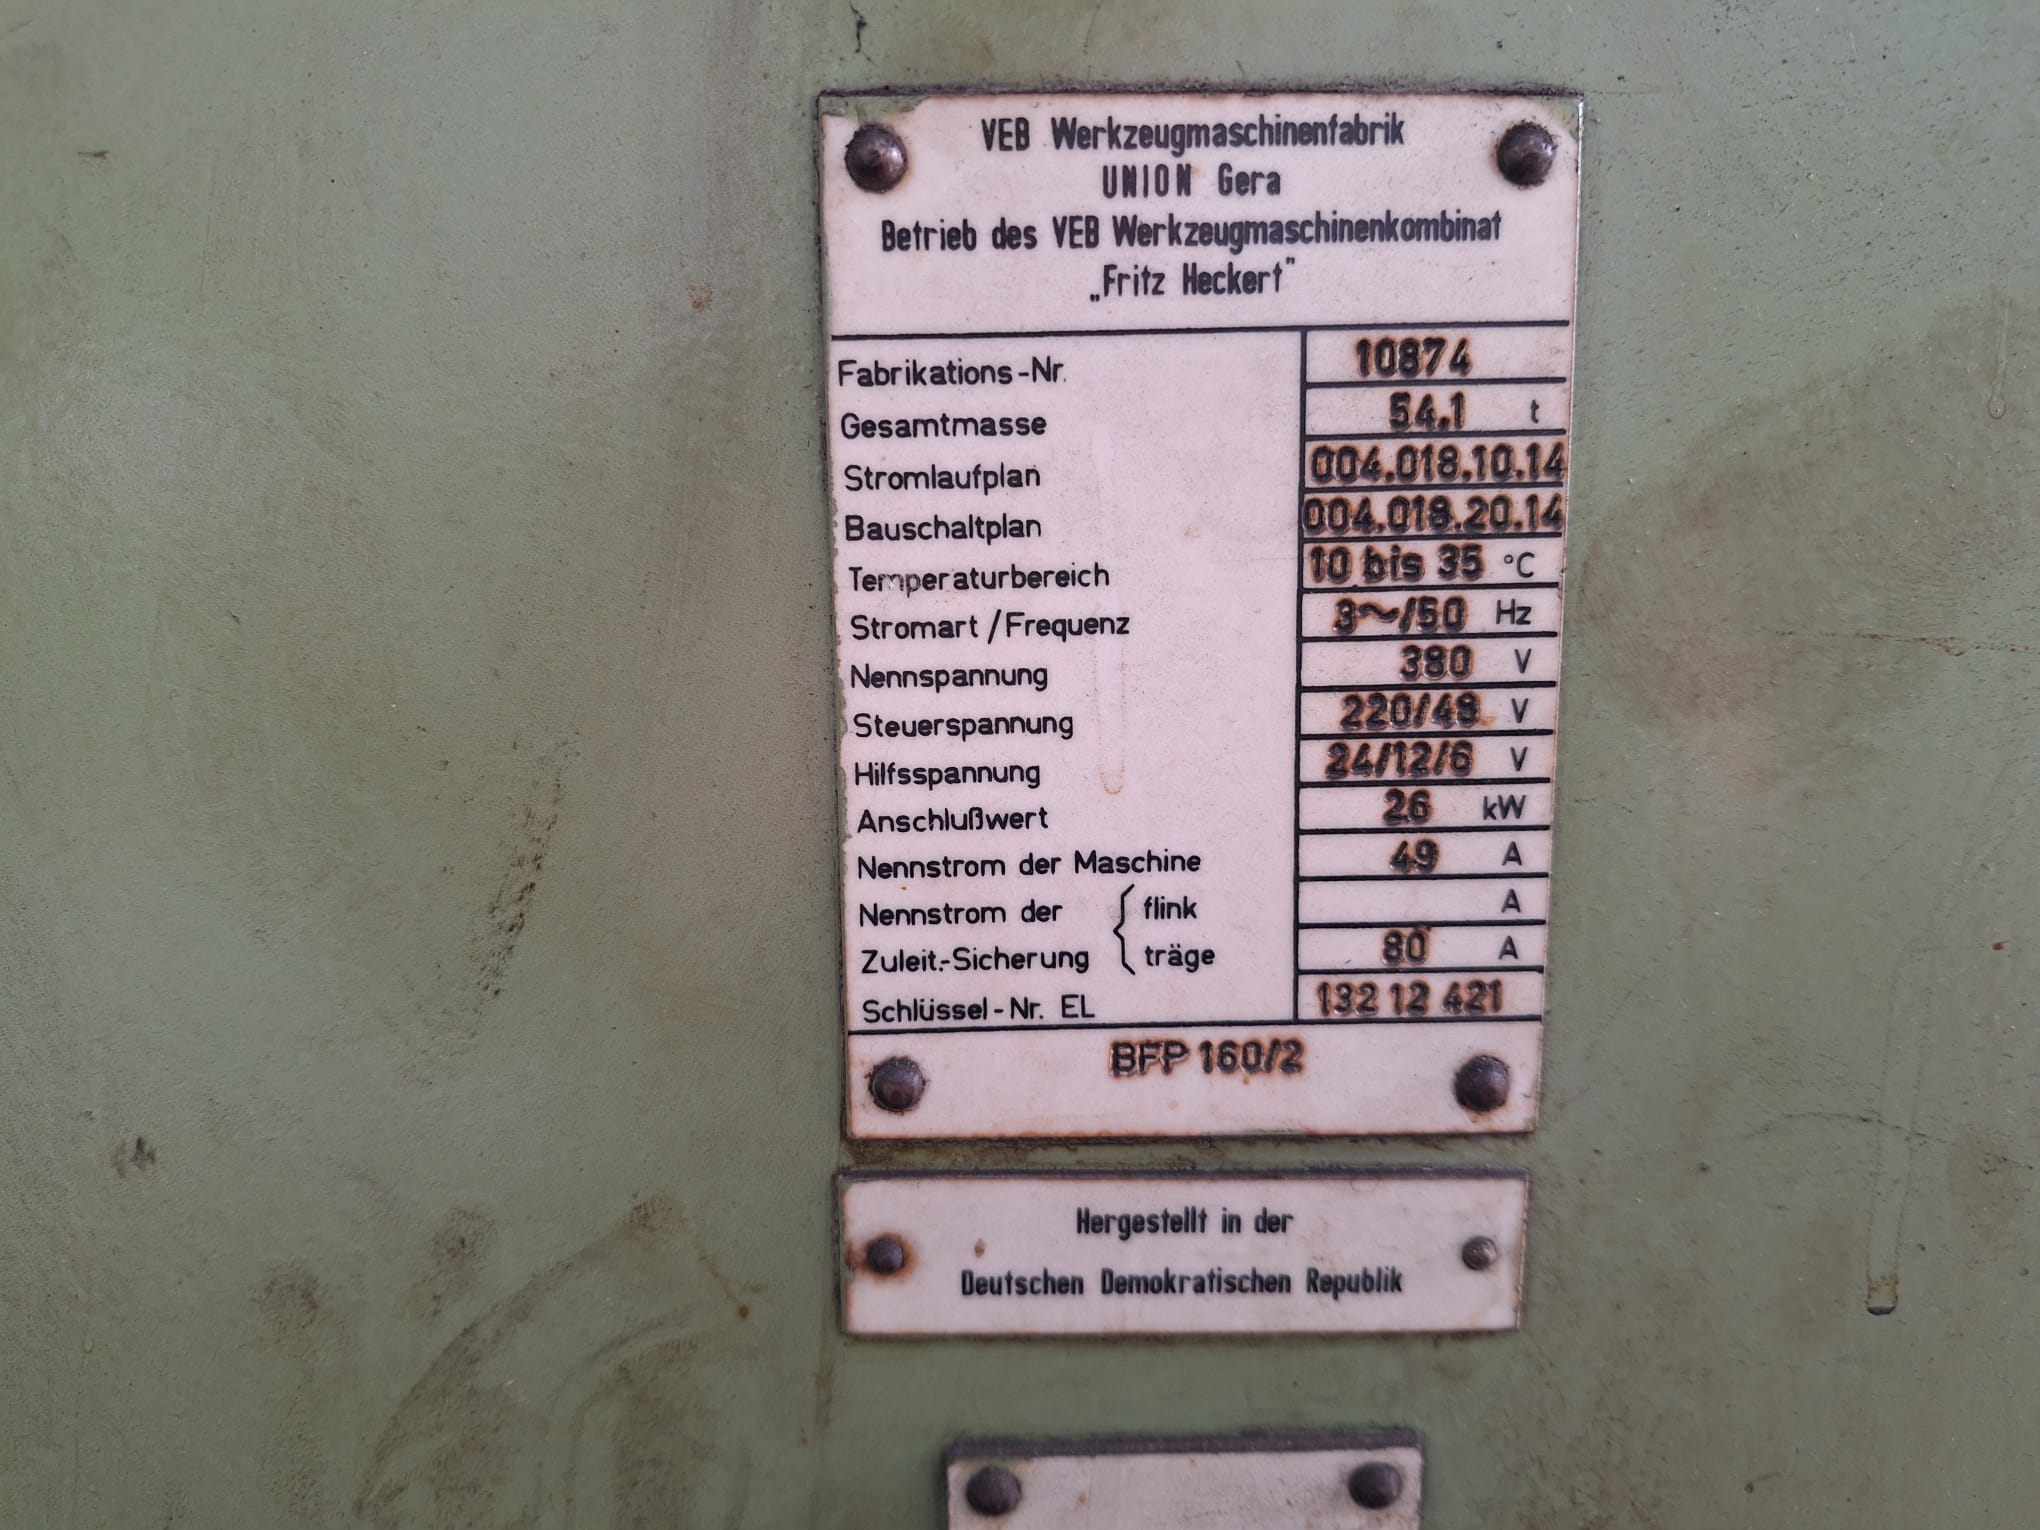 VEB Werkzeugmaschinenfabrik
UNION Gera
Betrieb des VEB Werkzeugmaschinenkombinat
„Fritz Heckert"
Fabrikations-Nr. 10874
Gesamtmasse 54.1 t
Stromlaufplan 004.018.10.14
Bauschaltplan 004.018.20.14
Temperaturbereich 10 bis 35 °C
Stromart / Frequenz 3~/50 Hz
Nennspannung 380 V
Steuerspannung 220/48 V
Hilfsspannung 24/12/6 V
Anschlußwert 26 kW
Nennstrom der Maschine 49 A
Nennstrom der { flink A
Zuleit.-Sicherung träge 80 A
Schlüssel-Nr. EL 132 12 421
BFP 160/2
Hergestellt in der
Deutschen Demokratischen Republik